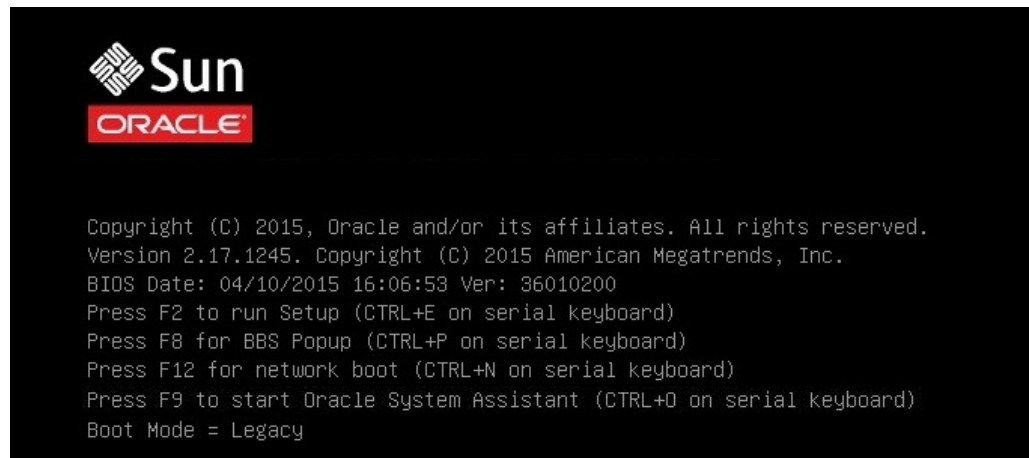 Sun
ORACLE
Copyright (C) 2015, Oracle and/or its affiliates. All rights reserved.
Version 2.17.1245. Copyright (C) 2015 American Megatrends, Inc.
BIOS Date: 04/10/2015 16:06:53 Ver: 36010200
Press F2 to run Setup (CTRL+E on serial keyboard)
Press F8 for BBS Popup (CTRL+P on serial keyboard)
Press F12 for network boot (CTRL+N on serial keyboard)
Press F9 to start Oracle System Assistant (CTRL+O on serial keyboard)
Boot Mode = Legacy